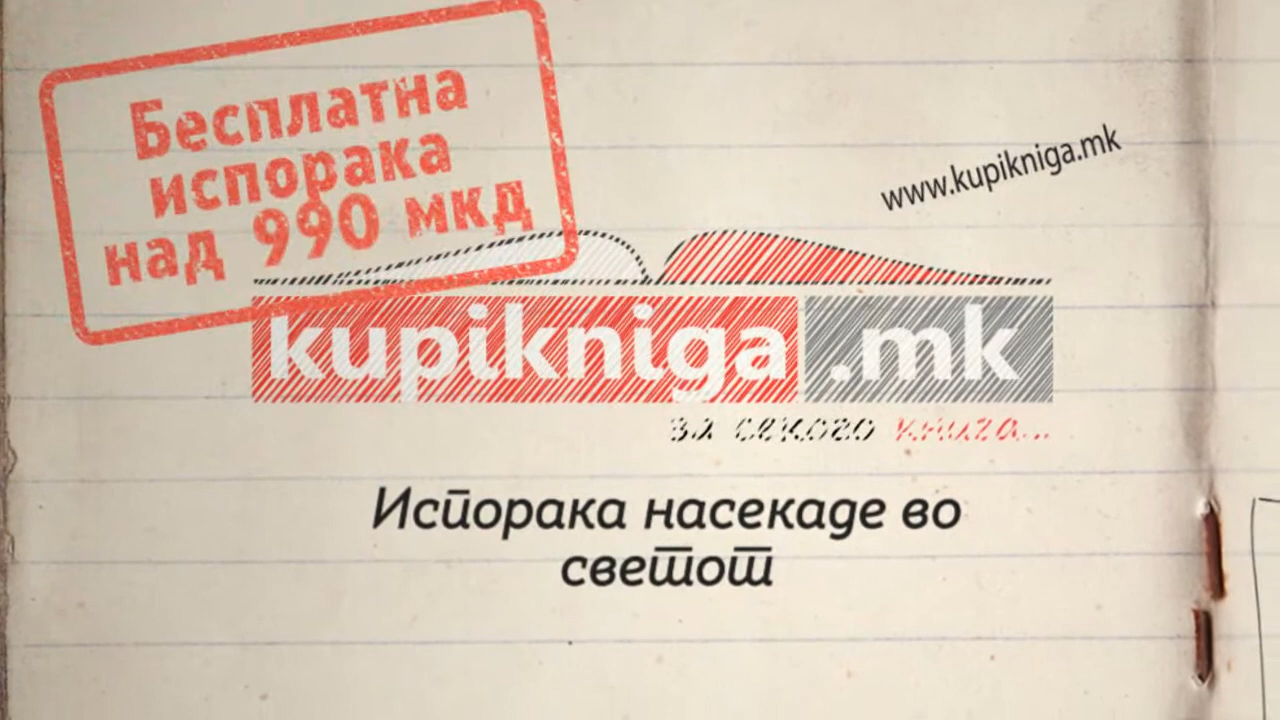 Бесплатна
испорака
над 990 мкд
www.kupikniga.mk
kupikniga.mk
за секого книга...
Испорака насекаде во
светот